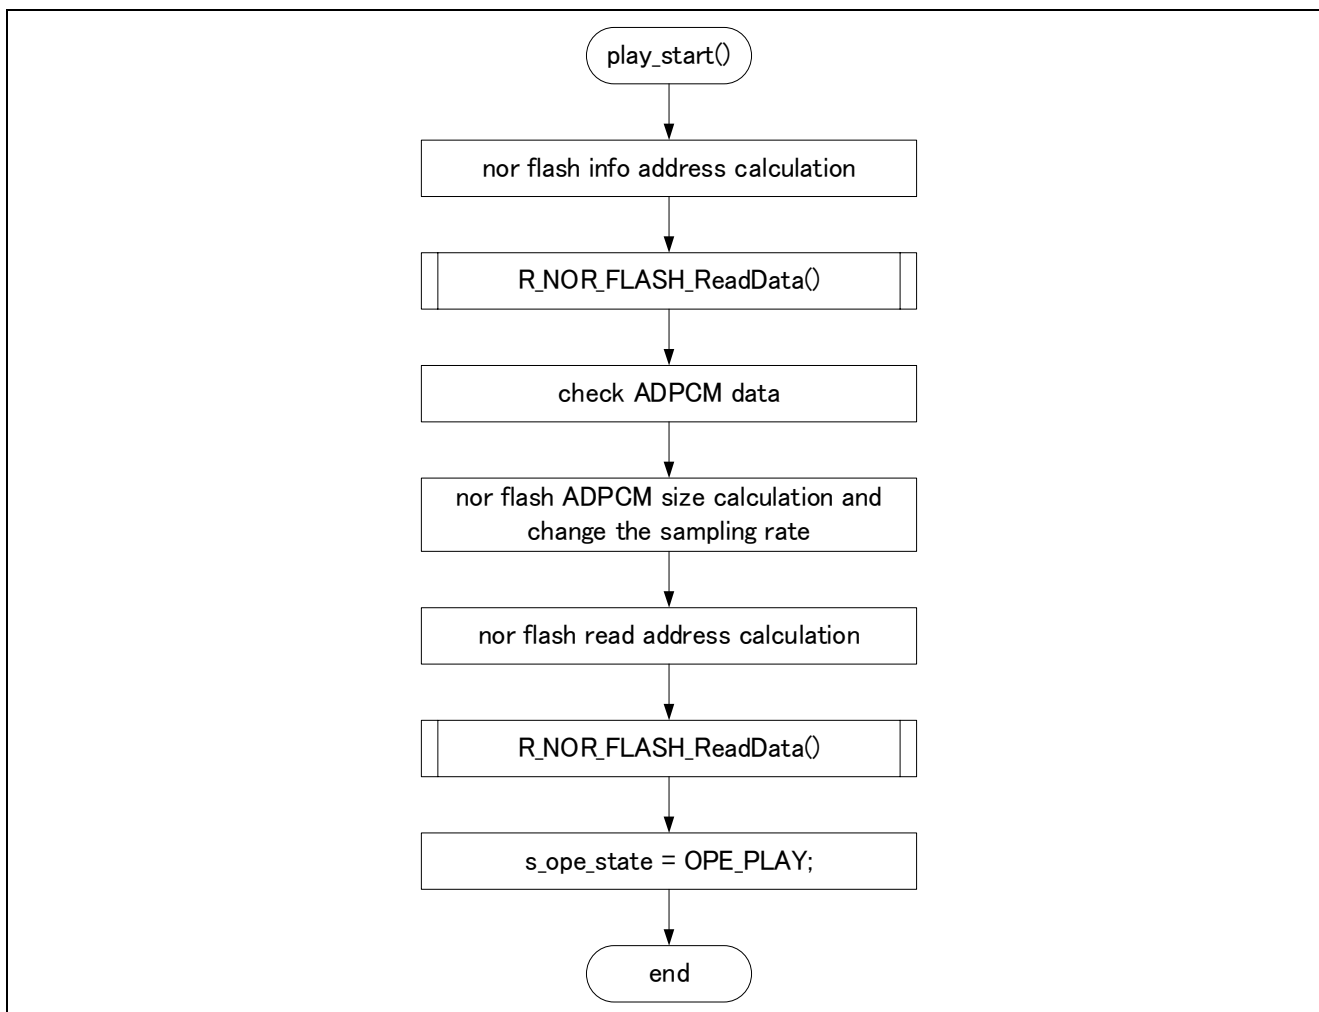 play_start()
nor flash info address calculation
R_NOR_FLASH_ReadData()
check ADPCM data
nor flash ADPCM size calculation and
change the sampling rate
nor flash read address calculation
R_NOR_FLASH_ReadData()
s_ope_state = OPE_PLAY;
end